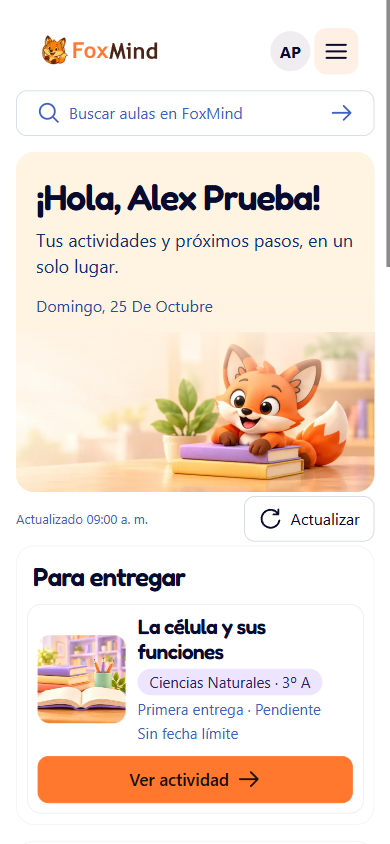 FoxMind
AP
Buscar aulas en FoxMind
¡Hola, Alex Prueba!
Tus actividades y próximos pasos, en un
solo lugar.
Domingo, 25 De Octubre
Actualizado 09:00 a. m.
Actualizar
Para entregar
La célula y sus
funciones
Ciencias Naturales · 3º A
Primera entrega · Pendiente
Sin fecha límite
Ver actividad